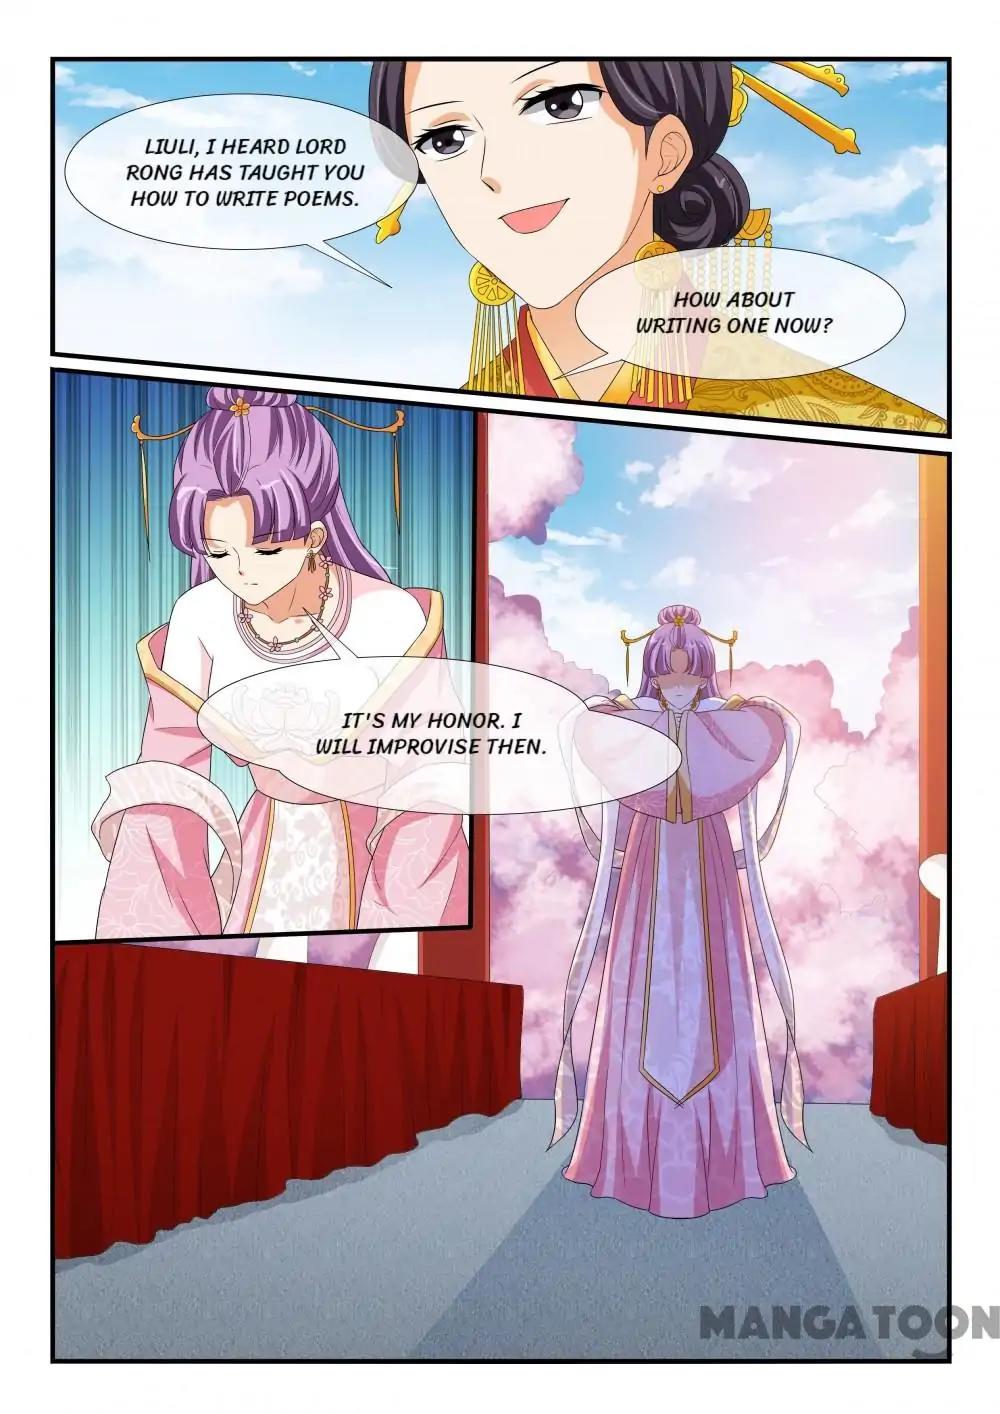 LIULI, I HEARD LORD
RONG HAS TAUGHT YOU
HOW TO WRITE POEMS.
HOW ABOUT
WRITING ONE NOW?
IT'S MY HONOR. I
WILL IMPROVISE THEN.
MANGATOON